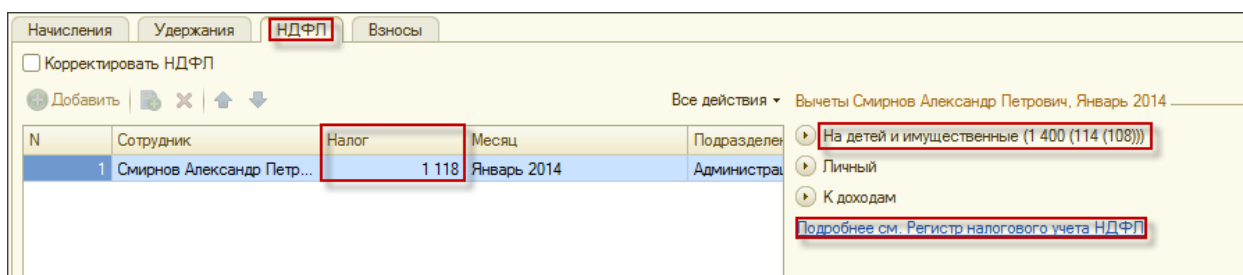 Начисления Удержания НДФЛ Взносы
Корректировать НДФЛ
Добавить Все действия Вычеты Смирнов Александр Петрович, Январь 2014
N Сотрудник Налог Месяц Подразделен На детей и имущественные (1 400 (114 (108)))
1 Смирнов Александр Петр... 1 118 Январь 2014 Администрац Личный
К доходам
Подробнее см. Регистр налогового учета НДФЛ